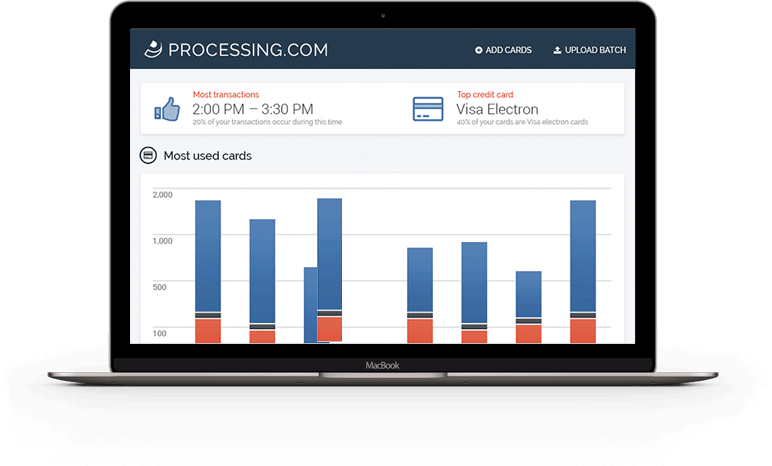 PROCESSING.COM
ADD CARDS
UPLOAD BATCH
Most transactions
2:00 PM – 3:30 PM
20% of your transactions occur during this time
Top credit card
Visa Electron
40% of your cards are Visa electron cards
Most used cards
2,000
1,000
500
100
MacBook